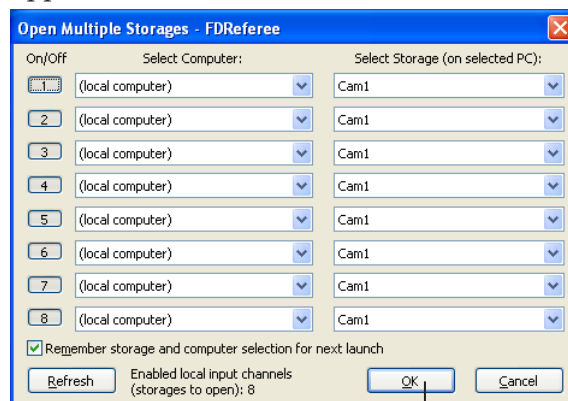 Open Multiple Storages - FDReferee
On/Off Select Computer: Select Storage (on selected PC):
1 (local computer) Cam1
2 (local computer) Cam1
3 (local computer) Cam1
4 (local computer) Cam1
5 (local computer) Cam1
6 (local computer) Cam1
7 (local computer) Cam1
8 (local computer) Cam1
Remember storage and computer selection for next launch
Refresh Enabled local input channels
(storages to open): 8 OK Cancel